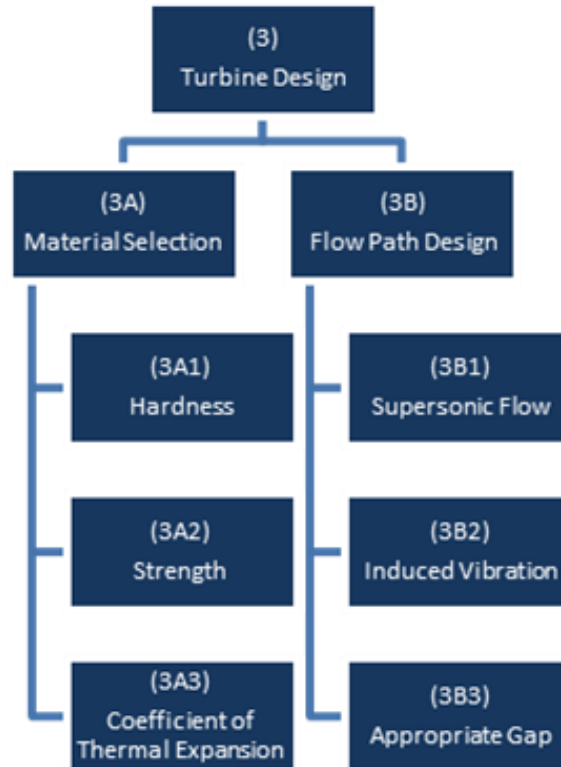 (3)
Turbine Design
(3A)
Material Selection
(3B)
Flow Path Design
(3A1)
Hardness
(3B1)
Supersonic Flow
(3A2)
Strength
(3B2)
Induced Vibration
(3A3)
Coefficient of
Thermal Expansion
(3B3)
Appropriate Gap